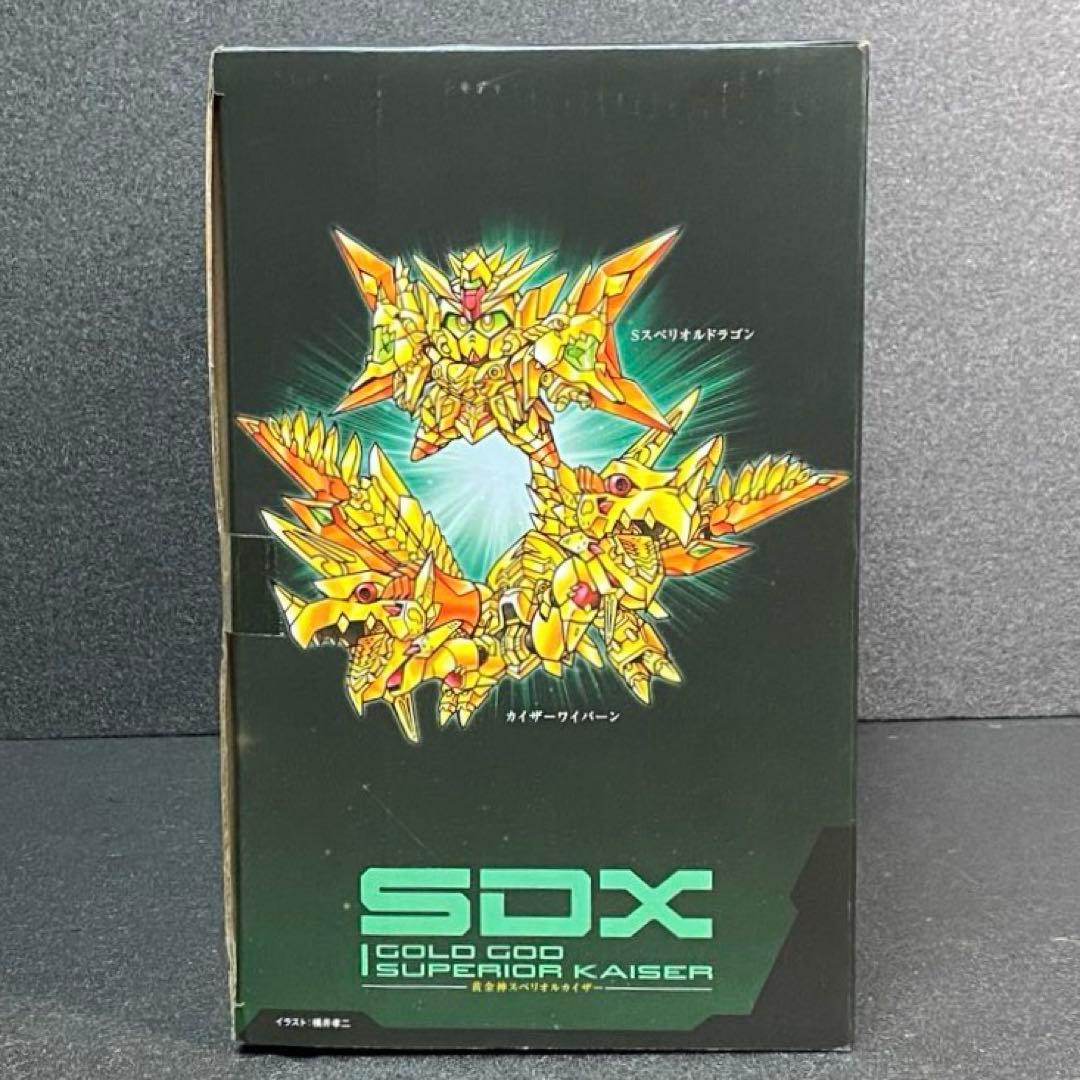 Sスペリオルドラゴン
カイザーワイバーン
SDX
GOLD GOD
SUPERIOR KAISER
黄金神スペリオルカイザー
イラスト：横井孝二